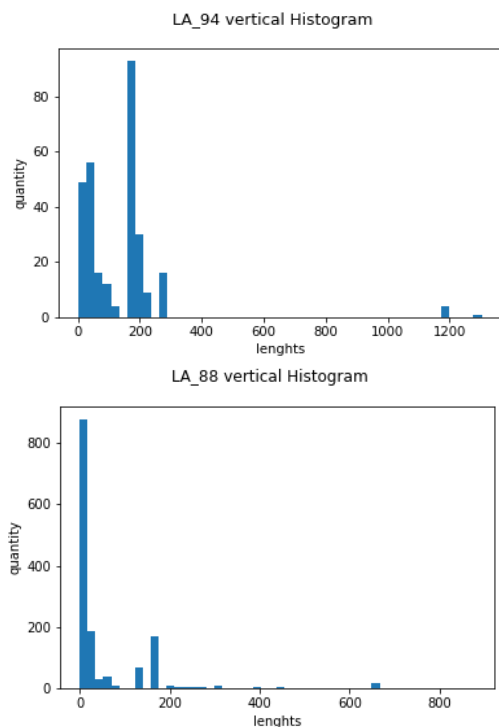 LA_94 vertical Histogram
80
60
40
20
0
quantity
0 200 400 600 800 1000 1200
lenghts
LA_88 vertical Histogram
800
600
400
200
0
quantity
0 200 400 600 800
lenghts